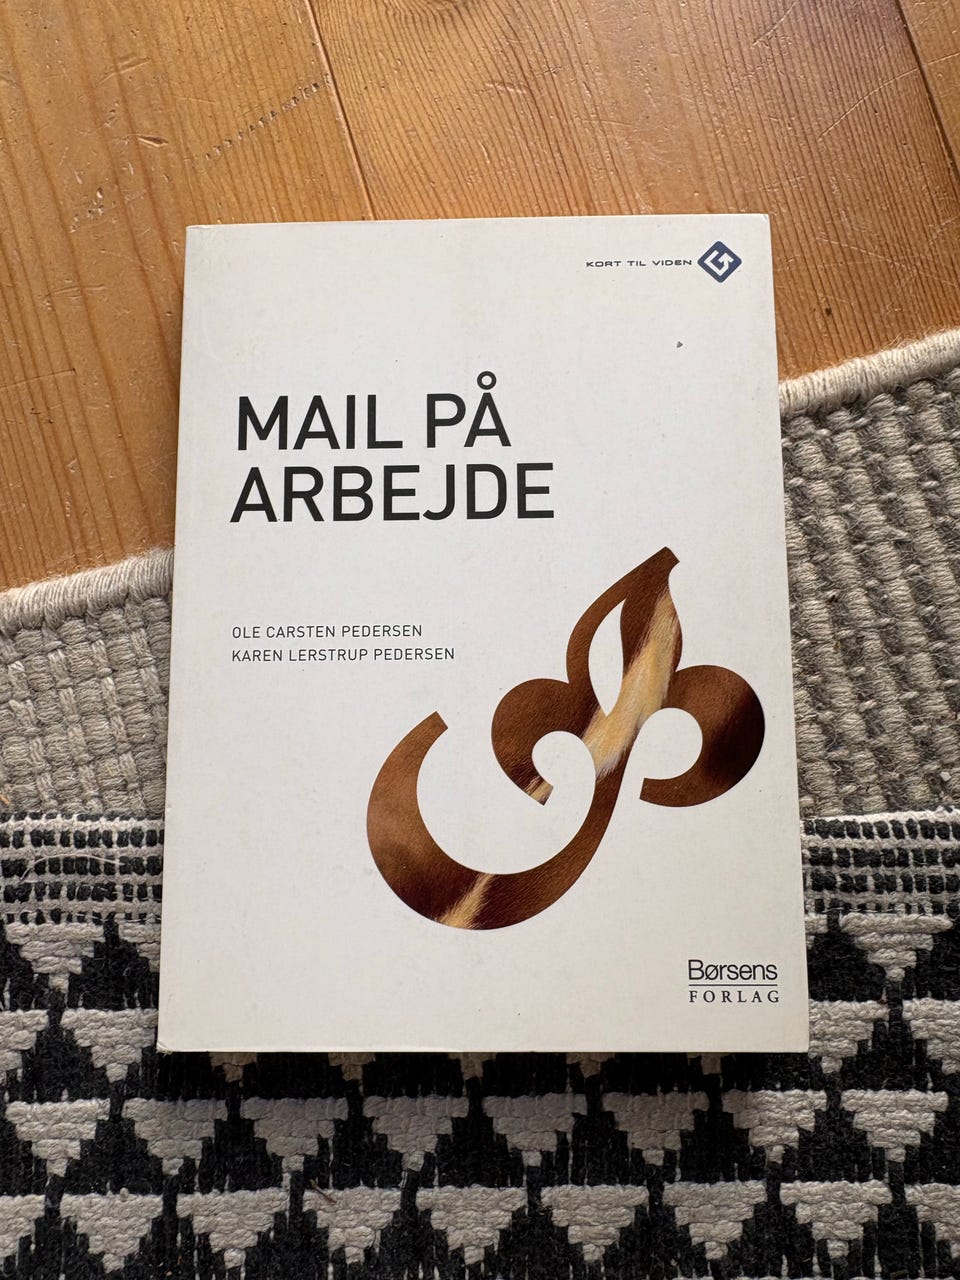 KORT TIL VIDEN
MAIL PÅ
ARBEJDE
OLE CARSTEN PEDERSEN
KAREN LERSTRUP PEDERSEN
Børsens
FORLAG